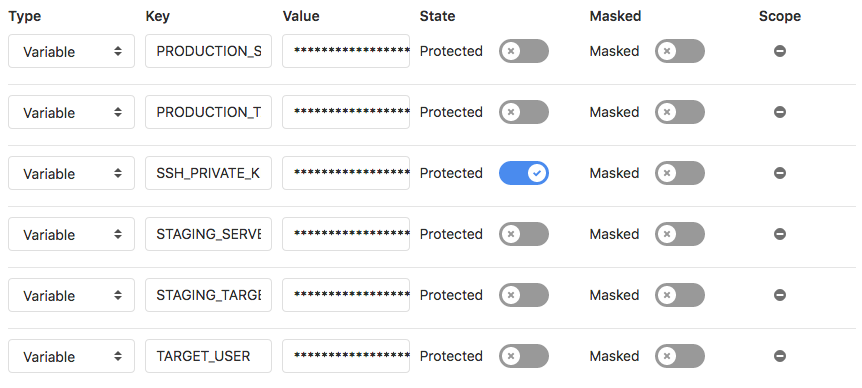 Type Key Value State Masked Scope
Variable PRODUCTION_S ***************** Protected Masked
Variable PRODUCTION_T ***************** Protected Masked
Variable SSH_PRIVATE_K ***************** Protected Masked
Variable STAGING_SERVE ***************** Protected Masked
Variable STAGING_TARGE ***************** Protected Masked
Variable TARGET_USER ***************** Protected Masked